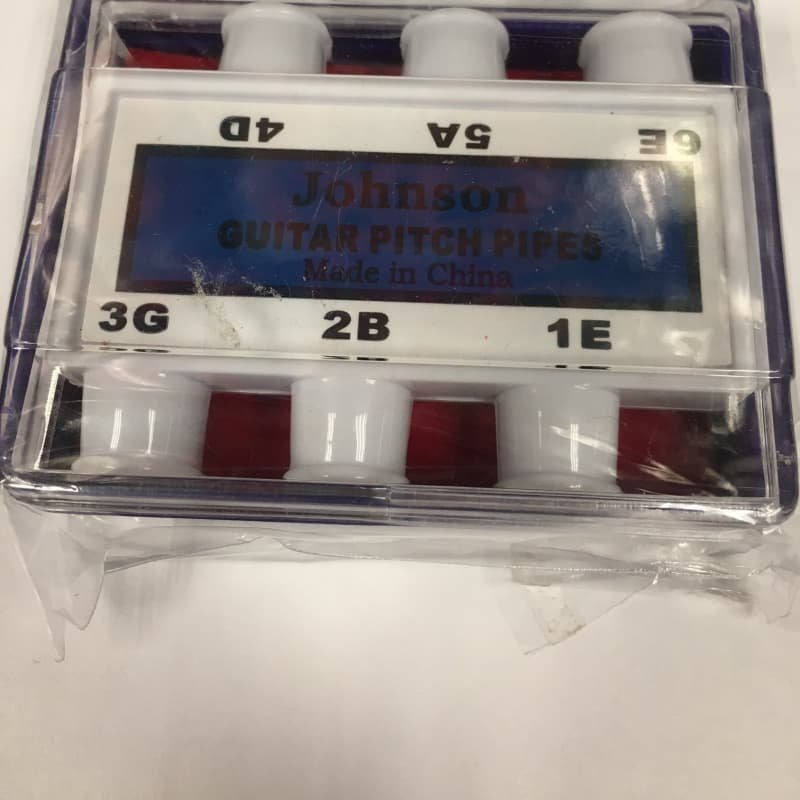 4D 5A 6E
Johnson
GUITAR PITCH PIPES
Made in China
3G 2B 1E